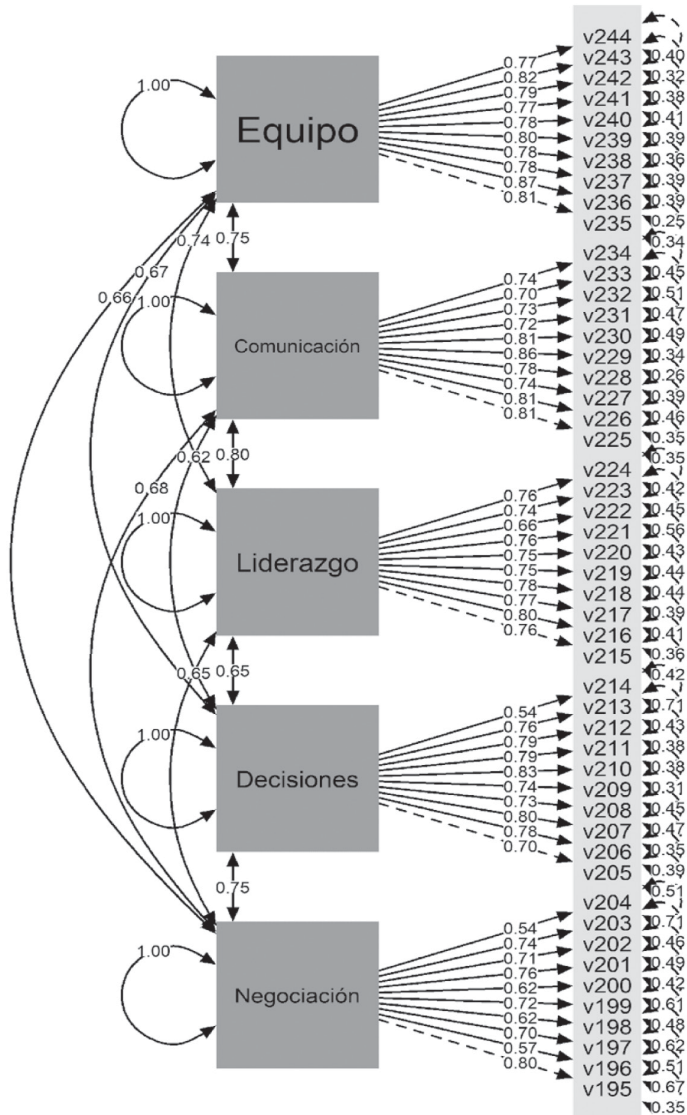 v244
0.77 v243 0.40
1.00 0.82 v242 0.32
0.79 v241 0.38
0.77 v240 0.41
Equipo 0.78 v239 0.39
0.80 v238 0.36
0.78 v237 0.39
0.78 v236 0.39
0.87 v235 0.25
0.81
0.74 0.75 0.34
0.67 v234
0.66 0.74 v233 0.45
1.00 0.70 v232 0.51
0.73 v231 0.47
0.72 v230 0.49
Comunicación 0.81 v229 0.34
0.86 v228 0.26
0.78 v227 0.39
0.74 v226 0.46
0.81 v225 0.35
0.81
0.62 0.80 0.35
0.68 v224
0.76 v223 0.42
1.00 0.74 v222 0.45
0.66 v221 0.56
0.76 v220 0.43
Liderazgo 0.75 v219 0.44
0.75 v218 0.44
0.78 v217 0.39
0.77 v216 0.41
0.80 v215 0.36
0.76
0.65 0.65 0.42
v214
0.54 v213 0.71
1.00 0.76 v212 0.43
0.79 v211 0.38
0.79 v210 0.38
Decisiones 0.83 v209 0.31
0.74 v208 0.45
0.73 v207 0.47
0.80 v206 0.35
0.78 v205 0.39
0.70
0.75 0.51
v204
0.54 v203 0.71
1.00 0.74 v202 0.46
0.71 v201 0.49
0.76 v200 0.42
Negociación 0.62 v199 0.61
0.72 v198 0.48
0.62 v197 0.62
0.70 v196 0.51
0.57 v195 0.67
0.80
0.35